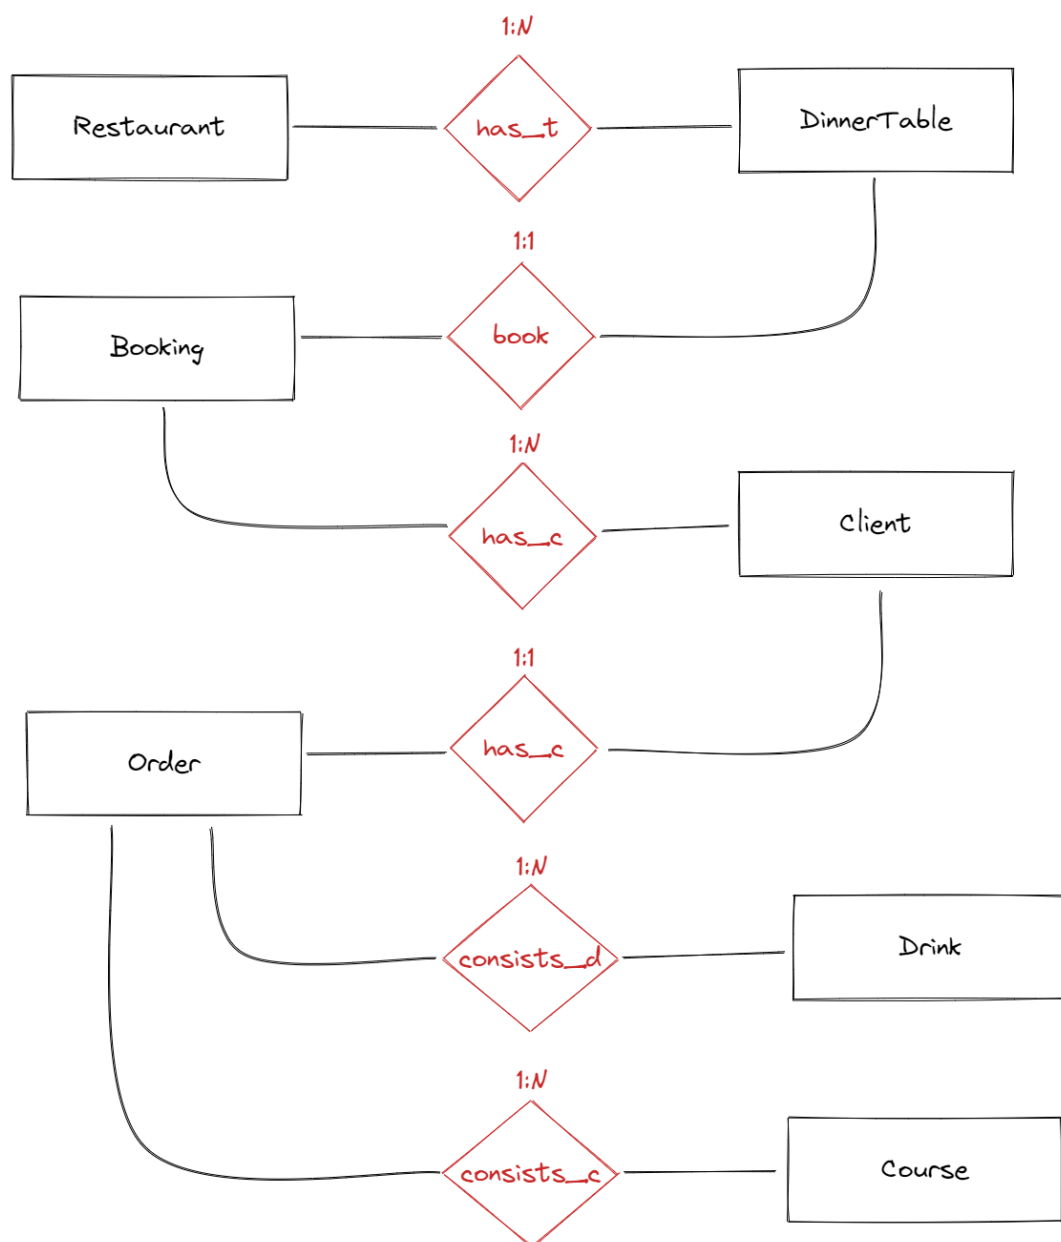 1:N
Restaurant
has_t
DinnerTable
1:1
Booking
book
1:N
has_c
Client
1:1
Order
has_c
1:N
consists_d
Drink
1:N
consists_c
Course